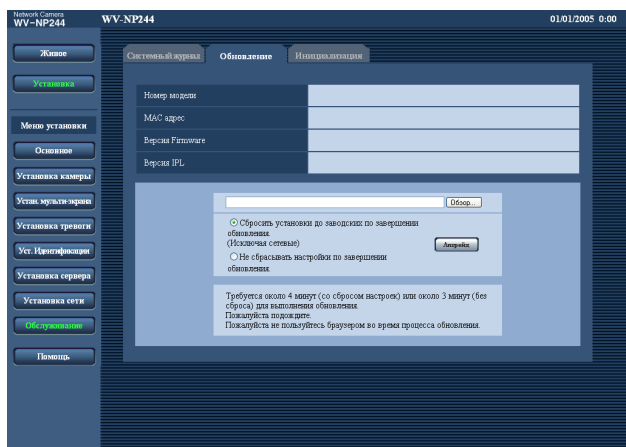 Network Camera
WV-NP244
WV-NP244
01/01/2005 0:00
Живое
Установка
Меню установки
Основное
Установка камеры
Устан. мульти-экрана
Установка тревоги
Уст. Идентификации
Установка сервера
Установка сети
Обслуживание
Помощь
Системный журнал
Обновление
Инициализация
Номер модели
MAC адрес
Версия Firmware
Версия IPL
Обзор...
Сбросить установки до заводских по завершении
обновления.
(Исключая сетевые)
Не сбрасывать настройки по завершении
обновления.
Апгрейд
Требуется около 4 минут (со сбросом настроек) или около 3 минут (без
сброса) для выполнения обновления.
Пожалуйста подождите.
Пожалуйста не пользуйтесь браузером во время процесса обновления.